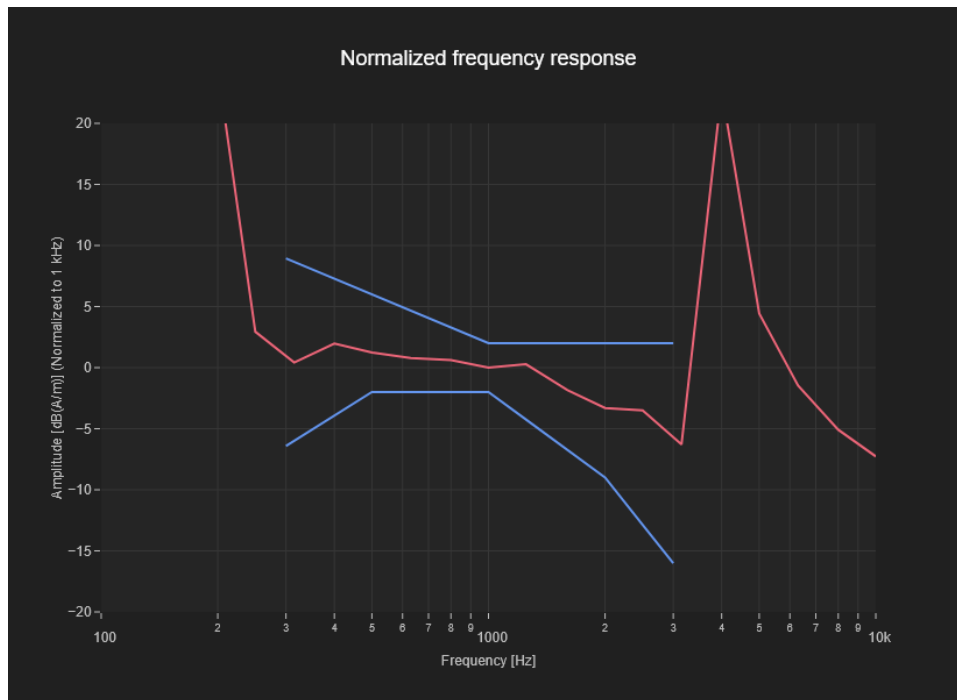 Normalized frequency response
Amplitude [dB(A/m)] (Normalized to 1 kHz)
20
15
10
5
0
−5
−10
−15
−20
2 3 4 5 6 7 8 9 2 3 4 5 6 7 8 9
100 1000 10k
Frequency [Hz]